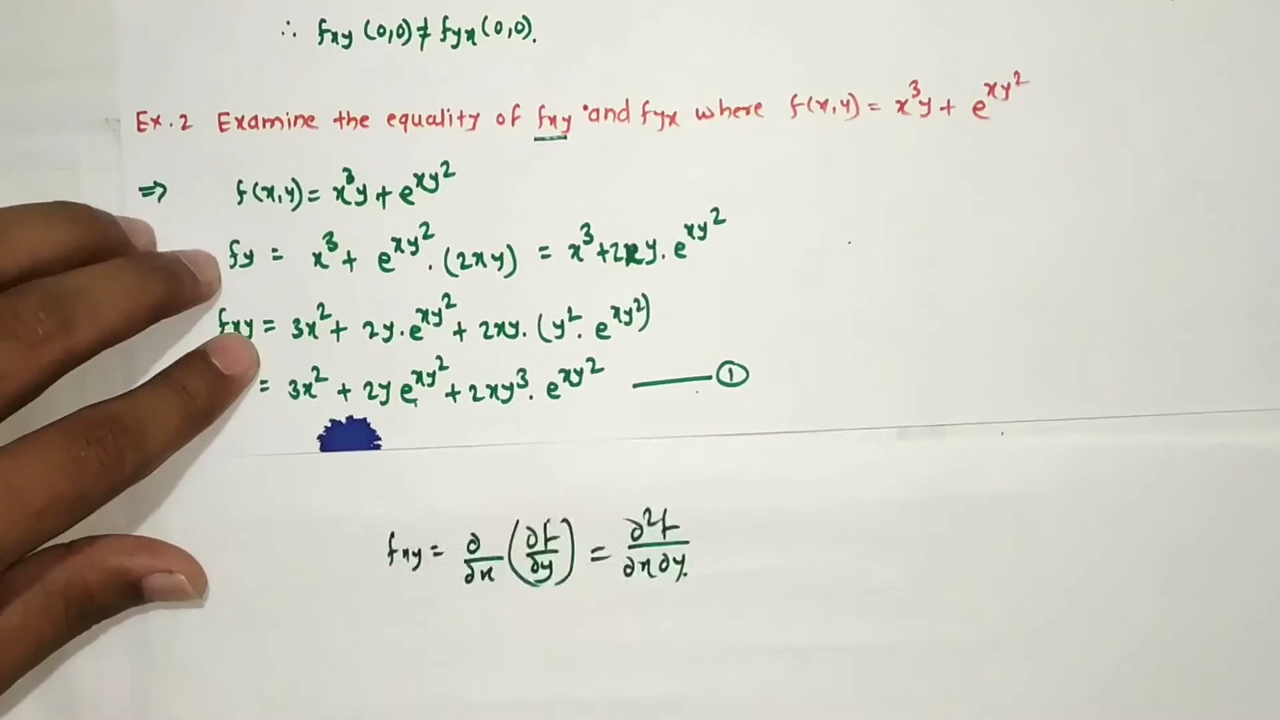 ∴ fxy (0,0) ≠ fyx (0,0).
Ex. 2 Examine the equality of fxy and fyx where f(x,y) = x³y + e^{xy²}
⇒ f(x,y) = x³y + e^{xy²}
fy = x³ + e^{xy²} · (2xy) = x³ + 2xy · e^{xy²}
fxy = 3x² + 2y · e^{xy²} + 2xy · (y² · e^{xy²})
= 3x² + 2y e^{xy²} + 2xy³ · e^{xy²} —— ①
fxy = ∂/∂x (∂f/∂y) = ∂²f/∂x∂y.